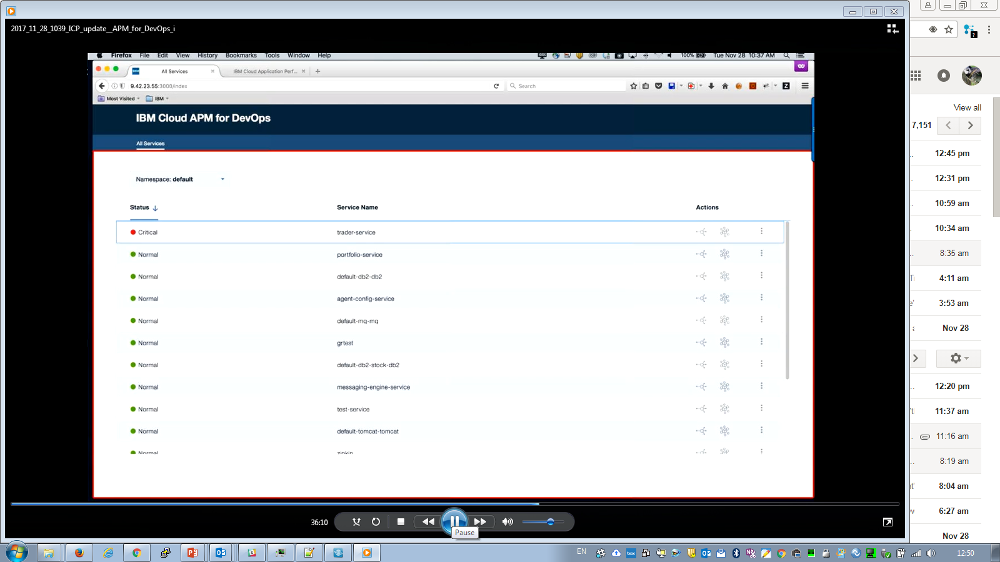 2017_11_28_1039_ICP_update__APM_for_DevOps_i
Firefox File Edit View History Bookmarks Tools Window Help 100% Tue Nov 28 10:37 AM
All Services
IBM Cloud Application Perf...
9.42.23.55:3000/index
Search
Most Visited
IBM
IBM Cloud APM for DevOps
All Services
Namespace: default
Status Service Name Actions
Critical trader-service
Normal portfolio-service
Normal default-db2-db2
Normal agent-config-service
Normal default-mq-mq
Normal grtest
Normal default-db2-stock-db2
Normal messaging-engine-service
Normal test-service
Normal default-tomcat-tomcat
Normal zipkin
36:10
Pause
View all
7,151
12:45 pm
12:31 pm
10:59 am
10:34 am
8:35 am
4:11 am
3:53 am
Nov 28
12:20 pm
11:37 am
11:16 am
8:19 am
8:04 am
6:27 am
Nov 28
EN
box
12:50